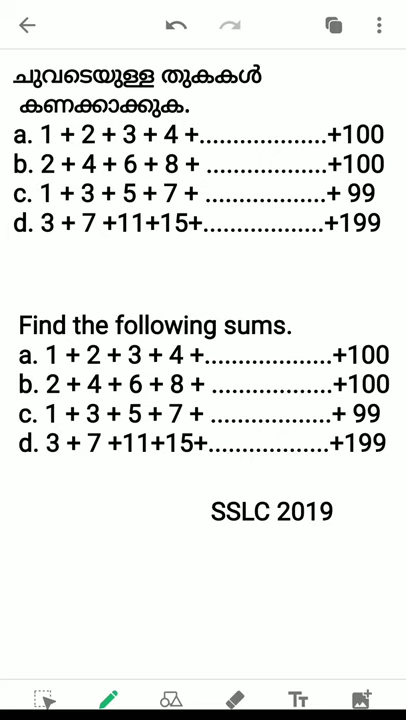 ചുവടെയുള്ള തുകകൾ
കണക്കാക്കുക.
a. 1 + 2 + 3 + 4 +.....................+100
b. 2 + 4 + 6 + 8 + ....................+100
c. 1 + 3 + 5 + 7 + ....................+ 99
d. 3 + 7 +11+15+....................+199
Find the following sums.
a. 1 + 2 + 3 + 4 +.....................+100
b. 2 + 4 + 6 + 8 + ....................+100
c. 1 + 3 + 5 + 7 + ....................+ 99
d. 3 + 7 +11+15+....................+199
SSLC 2019
TT